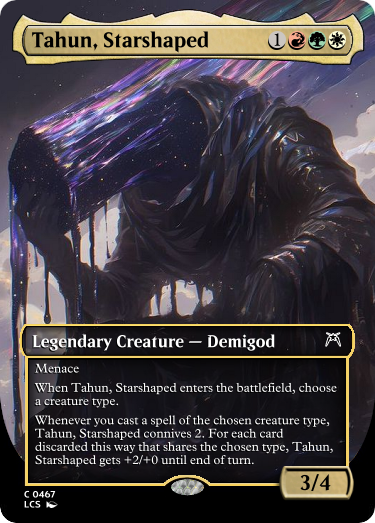 Tahun, Starshaped 1
Legendary Creature — Demigod
Menace
When Tahun, Starshaped enters the battlefield, choose
a creature type.
Whenever you cast a spell of the chosen creature type,
Tahun, Starshaped connives 2. For each card
discarded this way that shares the chosen type, Tahun,
Starshaped gets +2/+0 until end of turn.
3/4
C 0467
LCS